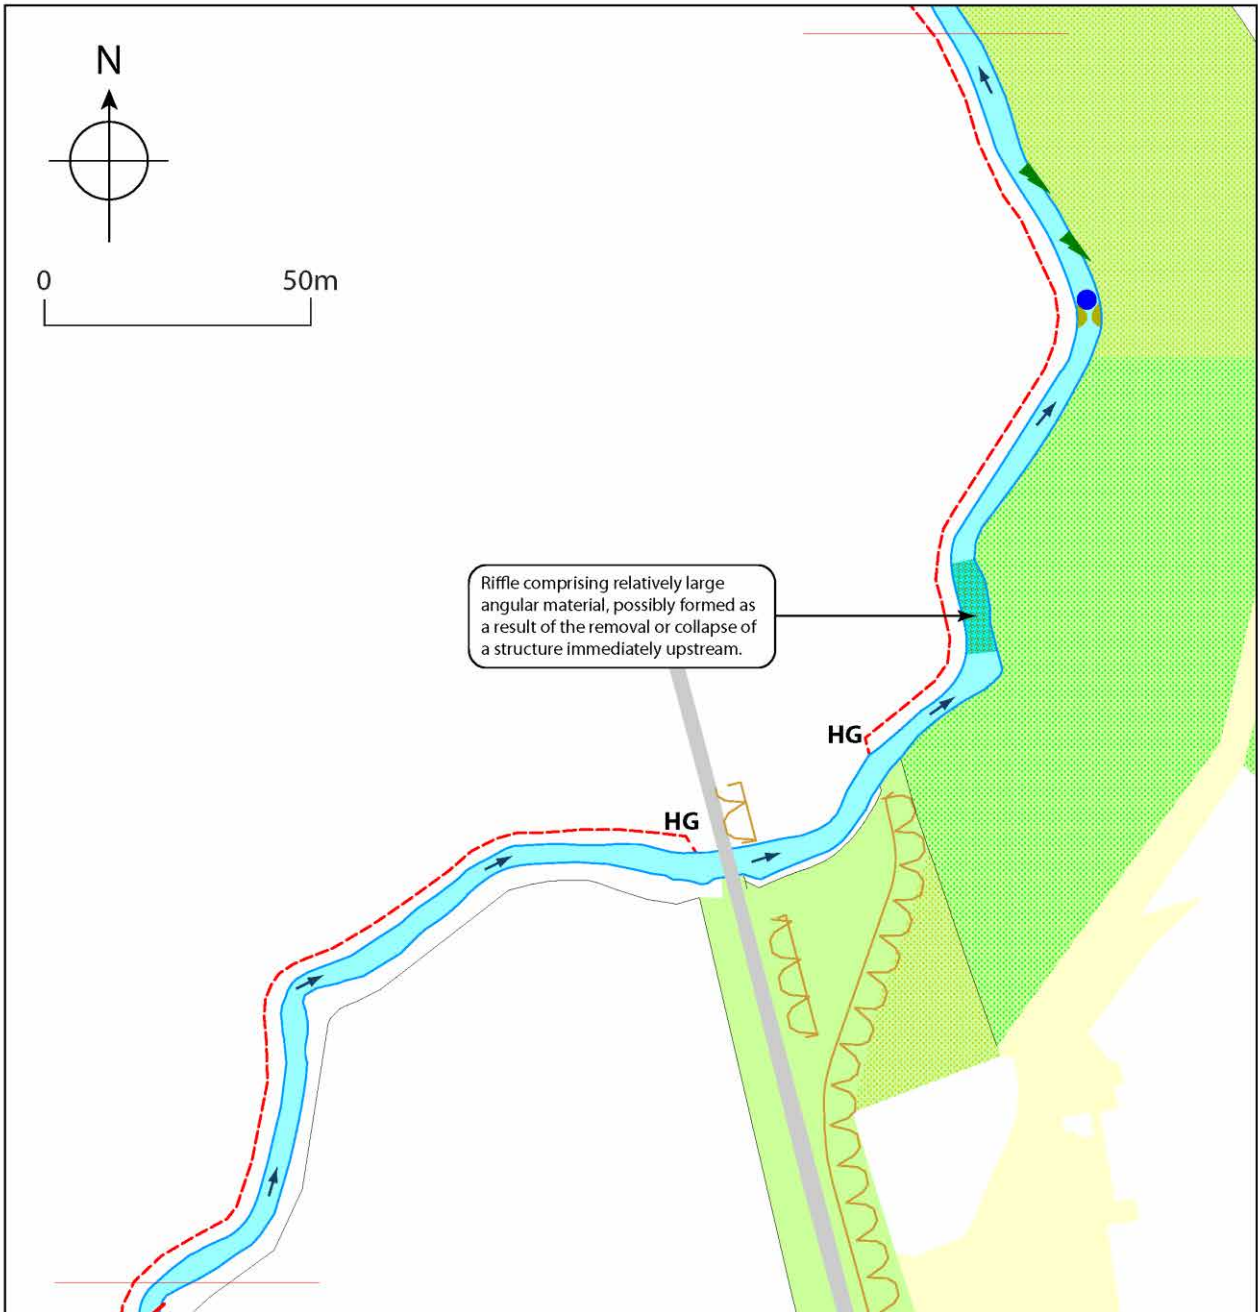 N
0 50m
Riffle comprising relatively large
angular material, possibly formed as
a result of the removal or collapse of
a structure immediately upstream.
HG
HG